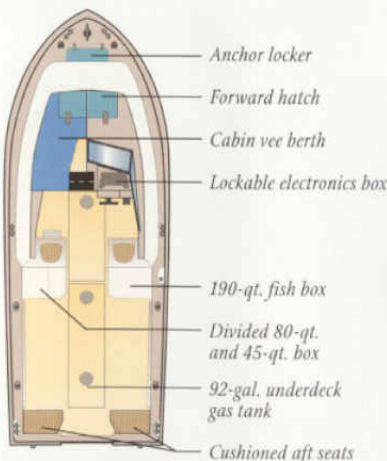 Anchor locker
Forward hatch
Cabin vee berth
Lockable electronics box
190-qt. fish box
Divided 80-qt.
and 45-qt. box
92-gal. underdeck
gas tank
Cushioned aft seats